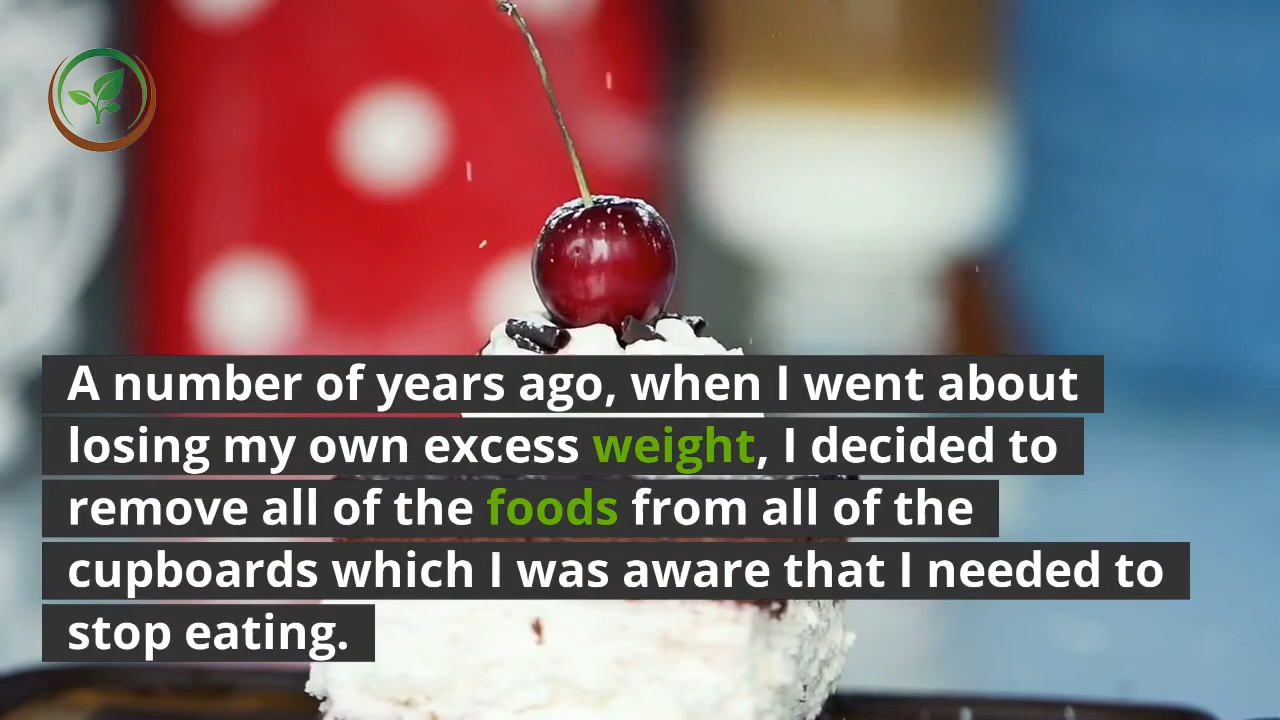 A number of years ago, when I went about
losing my own excess weight, I decided to
remove all of the foods from all of the
cupboards which I was aware that I needed to
stop eating.